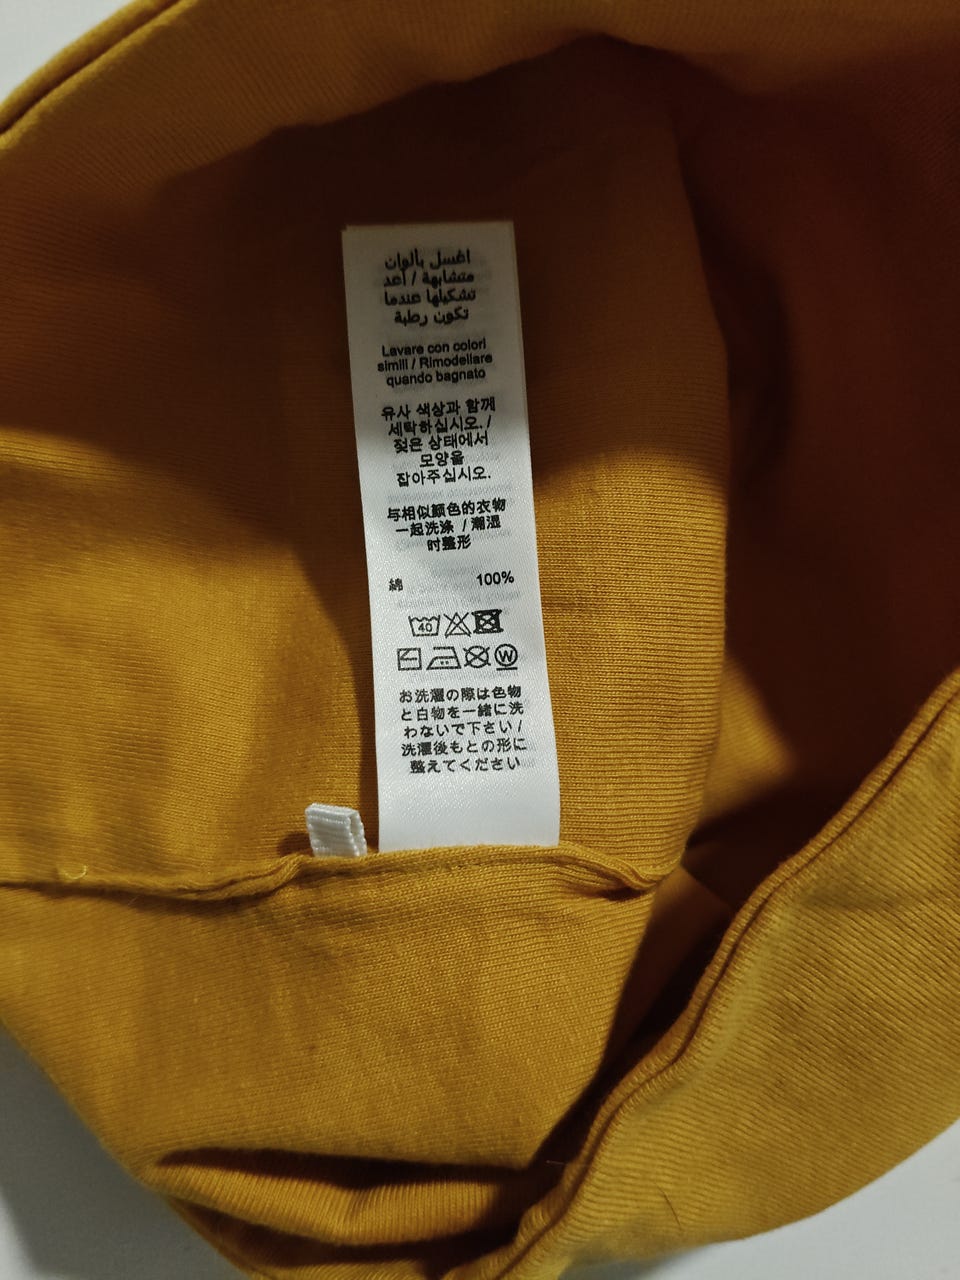 اغسل بألوان
متشابهة / أعد
تشكيلها عندما
تكون رطبة
Lavare con colori
simili / Rimodellare
quando bagnato
유사 색상과 함께
세탁하십시오. /
젖은 상태에서
모양을
잡아주십시오.
与相似颜色的衣物
一起洗涤 / 潮湿
时整形
綿 100%
40
W
お洗濯の際は色物
と白物を一緒に洗
わないで下さい /
洗濯後もとの形に
整えてください